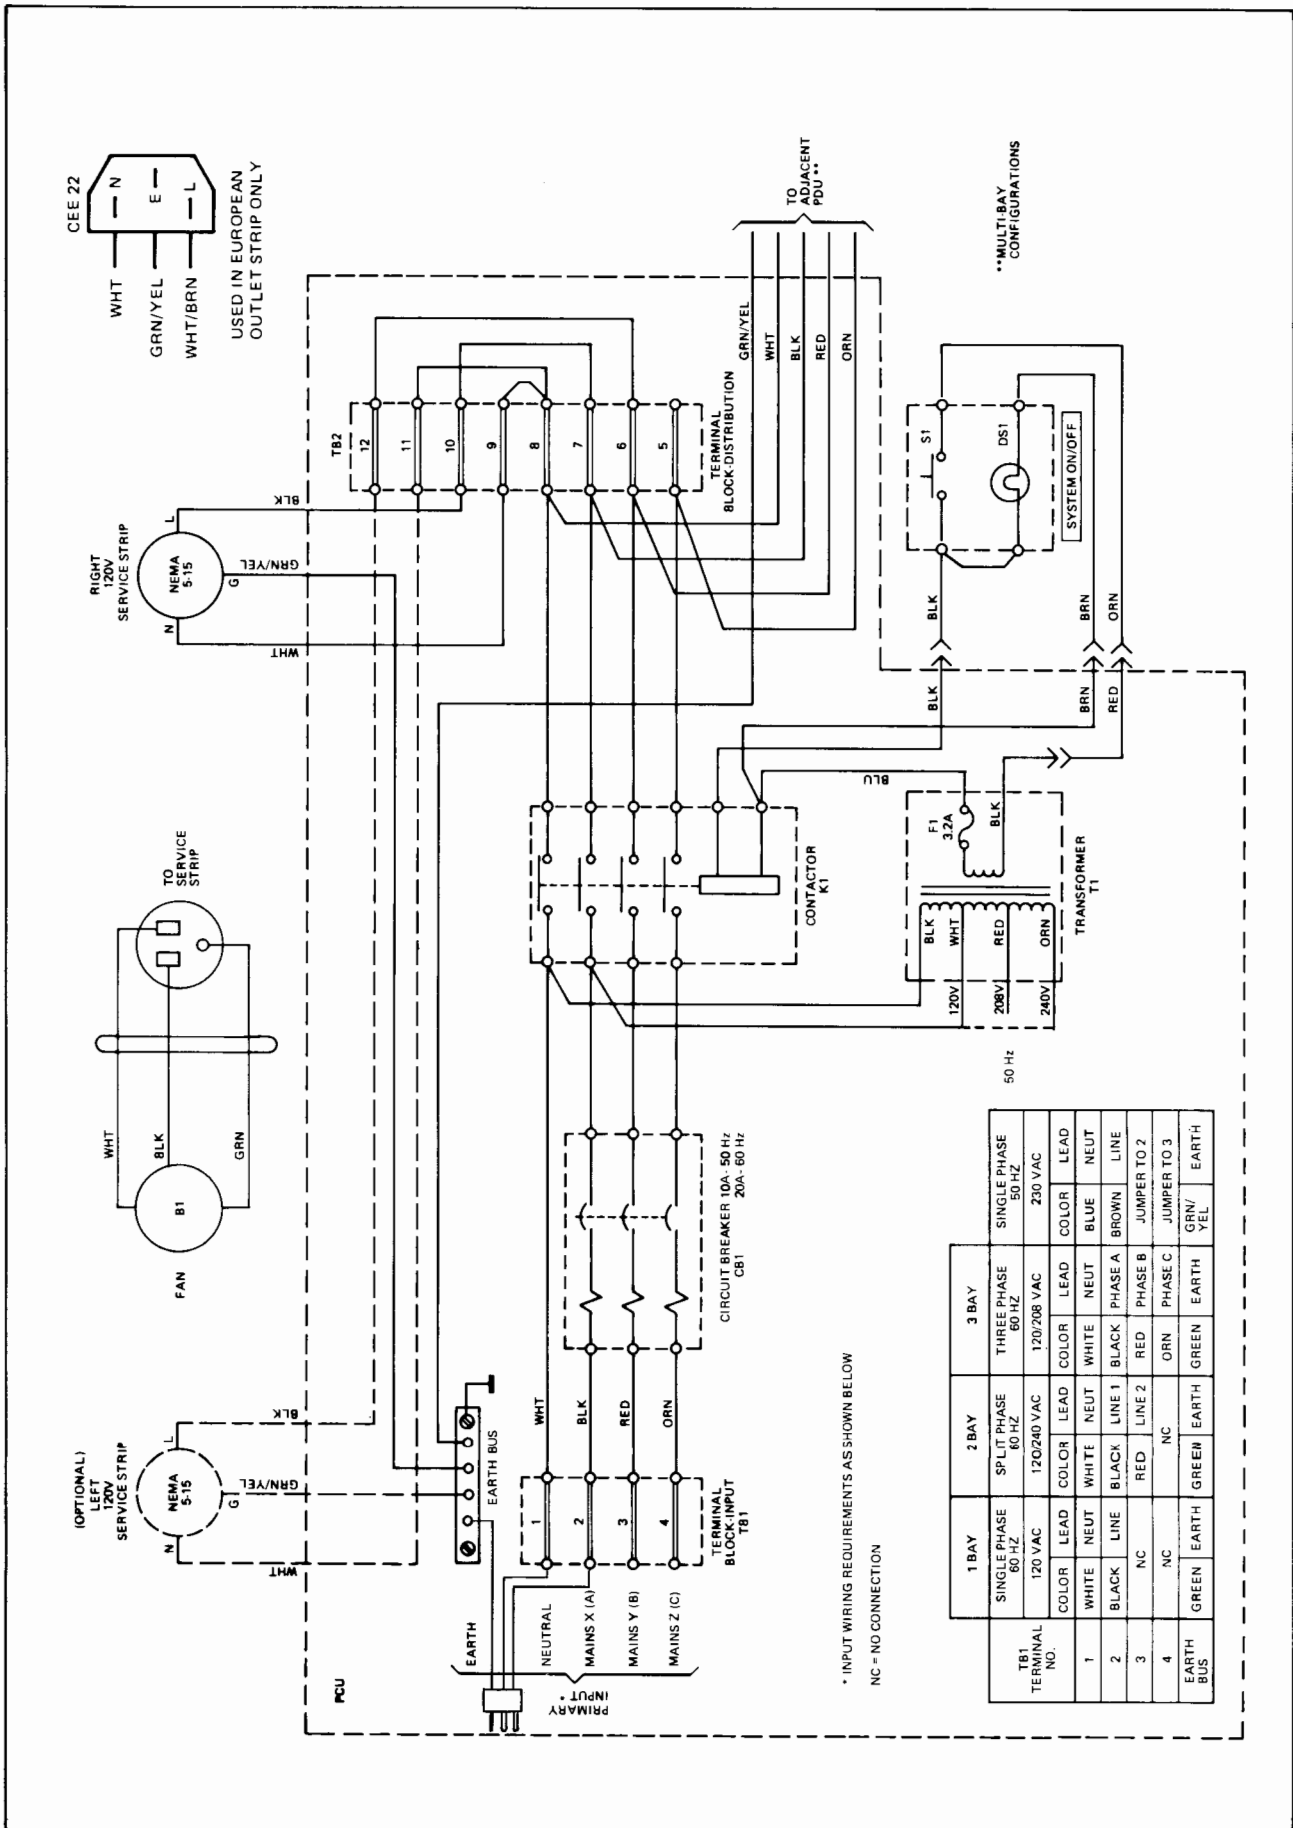 CEE 22
WHT
GRN/YEL
WHT/BRN
N
E
L
USED IN EUROPEAN
OUTLET STRIP ONLY
RIGHT
120V
SERVICE STRIP
NEMA
5-15
N
G
L
WHT
GRN/YEL
BLK
TO
SERVICE
STRIP
WHT
BLK
GRN
B1
FAN
(OPTIONAL)
LEFT
120V
SERVICE STRIP
NEMA
5-15
N
G
L
WHT
GRN/YEL
BLK
PCU
PRIMARY
INPUT *
EARTH
NEUTRAL
MAINS X (A)
MAINS Y (B)
MAINS Z (C)
EARTH BUS
1
2
3
4
TERMINAL
BLOCK-INPUT
TB1
WHT
BLK
RED
ORN
CIRCUIT BREAKER 10A - 50 Hz
20A - 60 Hz
CB1
CONTACTOR
K1
TB2
12
11
10
9
8
7
6
5
TERMINAL
BLOCK-DISTRIBUTION
GRN/YEL
WHT
BLK
RED
ORN
TO
ADJACENT
PDU **
**MULTI-BAY
CONFIGURATIONS
S1
DS1
SYSTEM ON/OFF
BLK
BRN
ORN
BLK
BRN
RED
BLU
F1
3.2A
BLK
BLK
WHT
RED
ORN
120V
208V
240V
TRANSFORMER
T1
50 Hz
* INPUT WIRING REQUIREMENTS AS SHOWN BELOW
NC = NO CONNECTION
1 BAY 2 BAY 3 BAY
TB1 TERMINAL NO. SINGLE PHASE 60 HZ SPLIT PHASE 60 HZ THREE PHASE 60 HZ SINGLE PHASE 50 HZ
120 VAC 120/240 VAC 120/208 VAC 230 VAC
COLOR LEAD COLOR LEAD COLOR LEAD COLOR LEAD
1 WHITE NEUT WHITE NEUT WHITE NEUT BLUE NEUT
2 BLACK LINE BLACK LINE 1 BLACK PHASE A BROWN LINE
3 NC RED LINE 2 RED PHASE B JUMPER TO 2
4 NC NC ORN PHASE C JUMPER TO 3
EARTH BUS GREEN EARTH GREEN EARTH GREEN EARTH GRN/YEL EARTH